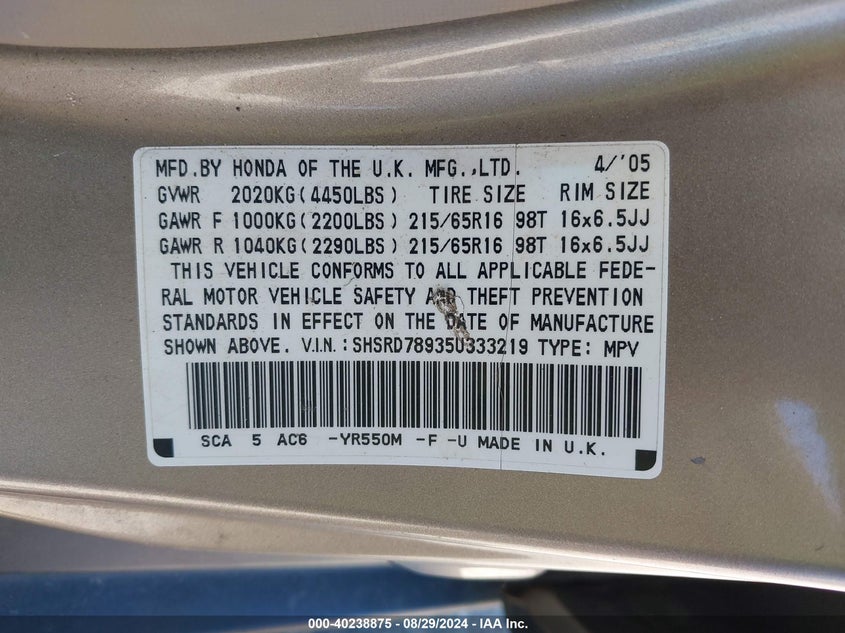 MFD.BY HONDA OF THE U.K. MFG.,LTD. 4/'05
GVWR 2020KG(4450LBS) TIRE SIZE RIM SIZE
GAWR F 1000KG(2200LBS) 215/65R16 98T 16x6.5JJ
GAWR R 1040KG(2290LBS) 215/65R16 98T 16x6.5JJ
THIS VEHICLE CONFORMS TO ALL APPLICABLE FEDE-
RAL MOTOR VEHICLE SAFETY AND THEFT PREVENTION
STANDARDS IN EFFECT ON THE DATE OF MANUFACTURE
SHOWN ABOVE. V.I.N.:SHSRD78935U333219 TYPE: MPV
SCA 5 AC6 -YR550M -F -U MADE IN U.K.
000-40238875 - 08/29/2024 - IAA Inc.